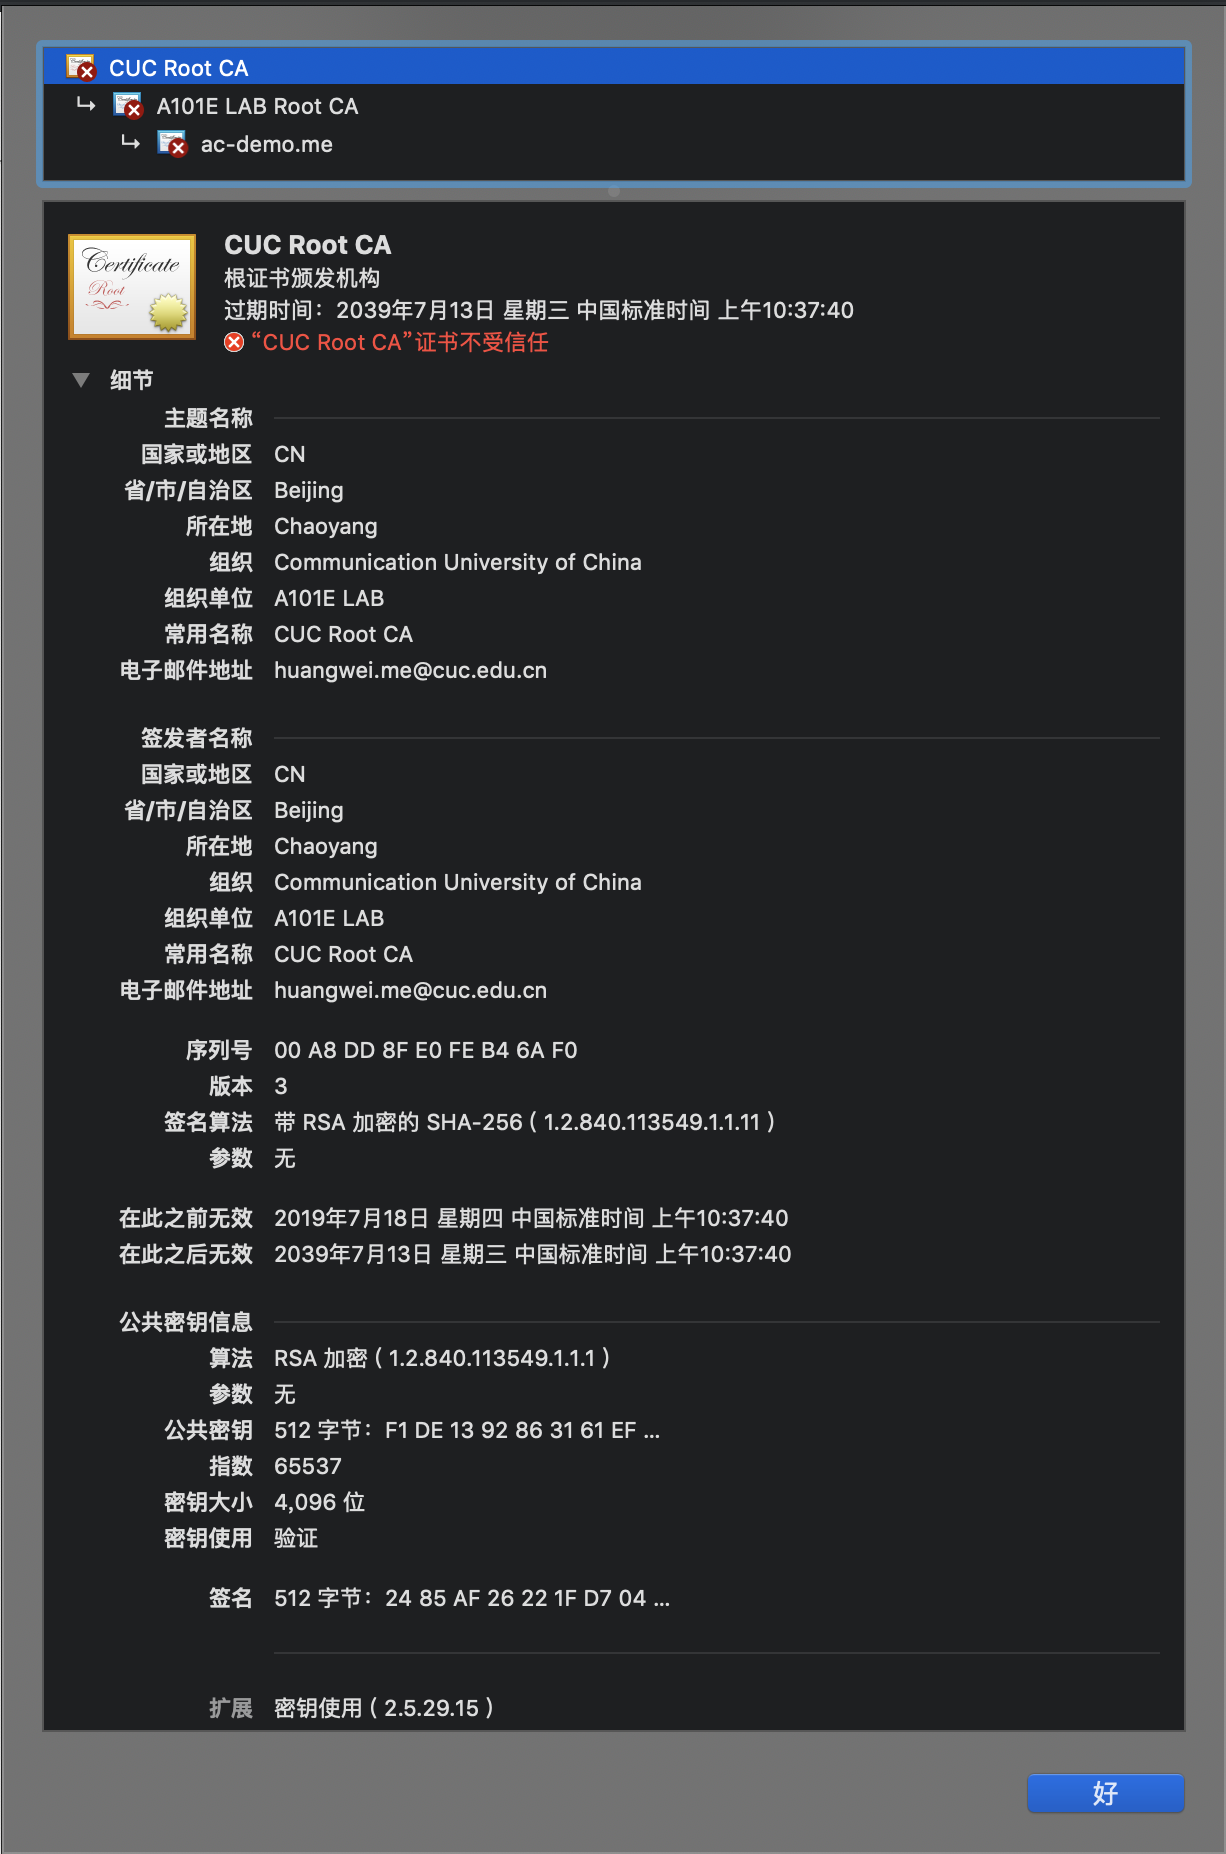 CUC Root CA
A101E LAB Root CA
ac-demo.me
Certificate
Root
CUC Root CA
根证书颁发机构
过期时间：2039年7月13日 星期三 中国标准时间 上午10:37:40
“CUC Root CA”证书不受信任
细节
主题名称
国家或地区 CN
省/市/自治区 Beijing
所在地 Chaoyang
组织 Communication University of China
组织单位 A101E LAB
常用名称 CUC Root CA
电子邮件地址 huangwei.me@cuc.edu.cn
签发者名称
国家或地区 CN
省/市/自治区 Beijing
所在地 Chaoyang
组织 Communication University of China
组织单位 A101E LAB
常用名称 CUC Root CA
电子邮件地址 huangwei.me@cuc.edu.cn
序列号 00 A8 DD 8F E0 FE B4 6A F0
版本 3
签名算法 带 RSA 加密的 SHA-256 ( 1.2.840.113549.1.1.11 )
参数 无
在此之前无效 2019年7月18日 星期四 中国标准时间 上午10:37:40
在此之后无效 2039年7月13日 星期三 中国标准时间 上午10:37:40
公共密钥信息
算法 RSA 加密 ( 1.2.840.113549.1.1.1 )
参数 无
公共密钥 512 字节：F1 DE 13 92 86 31 61 EF ...
指数 65537
密钥大小 4,096 位
密钥使用 验证
签名 512 字节：24 85 AF 26 22 1F D7 04 ...
扩展 密钥使用 ( 2.5.29.15 )
好